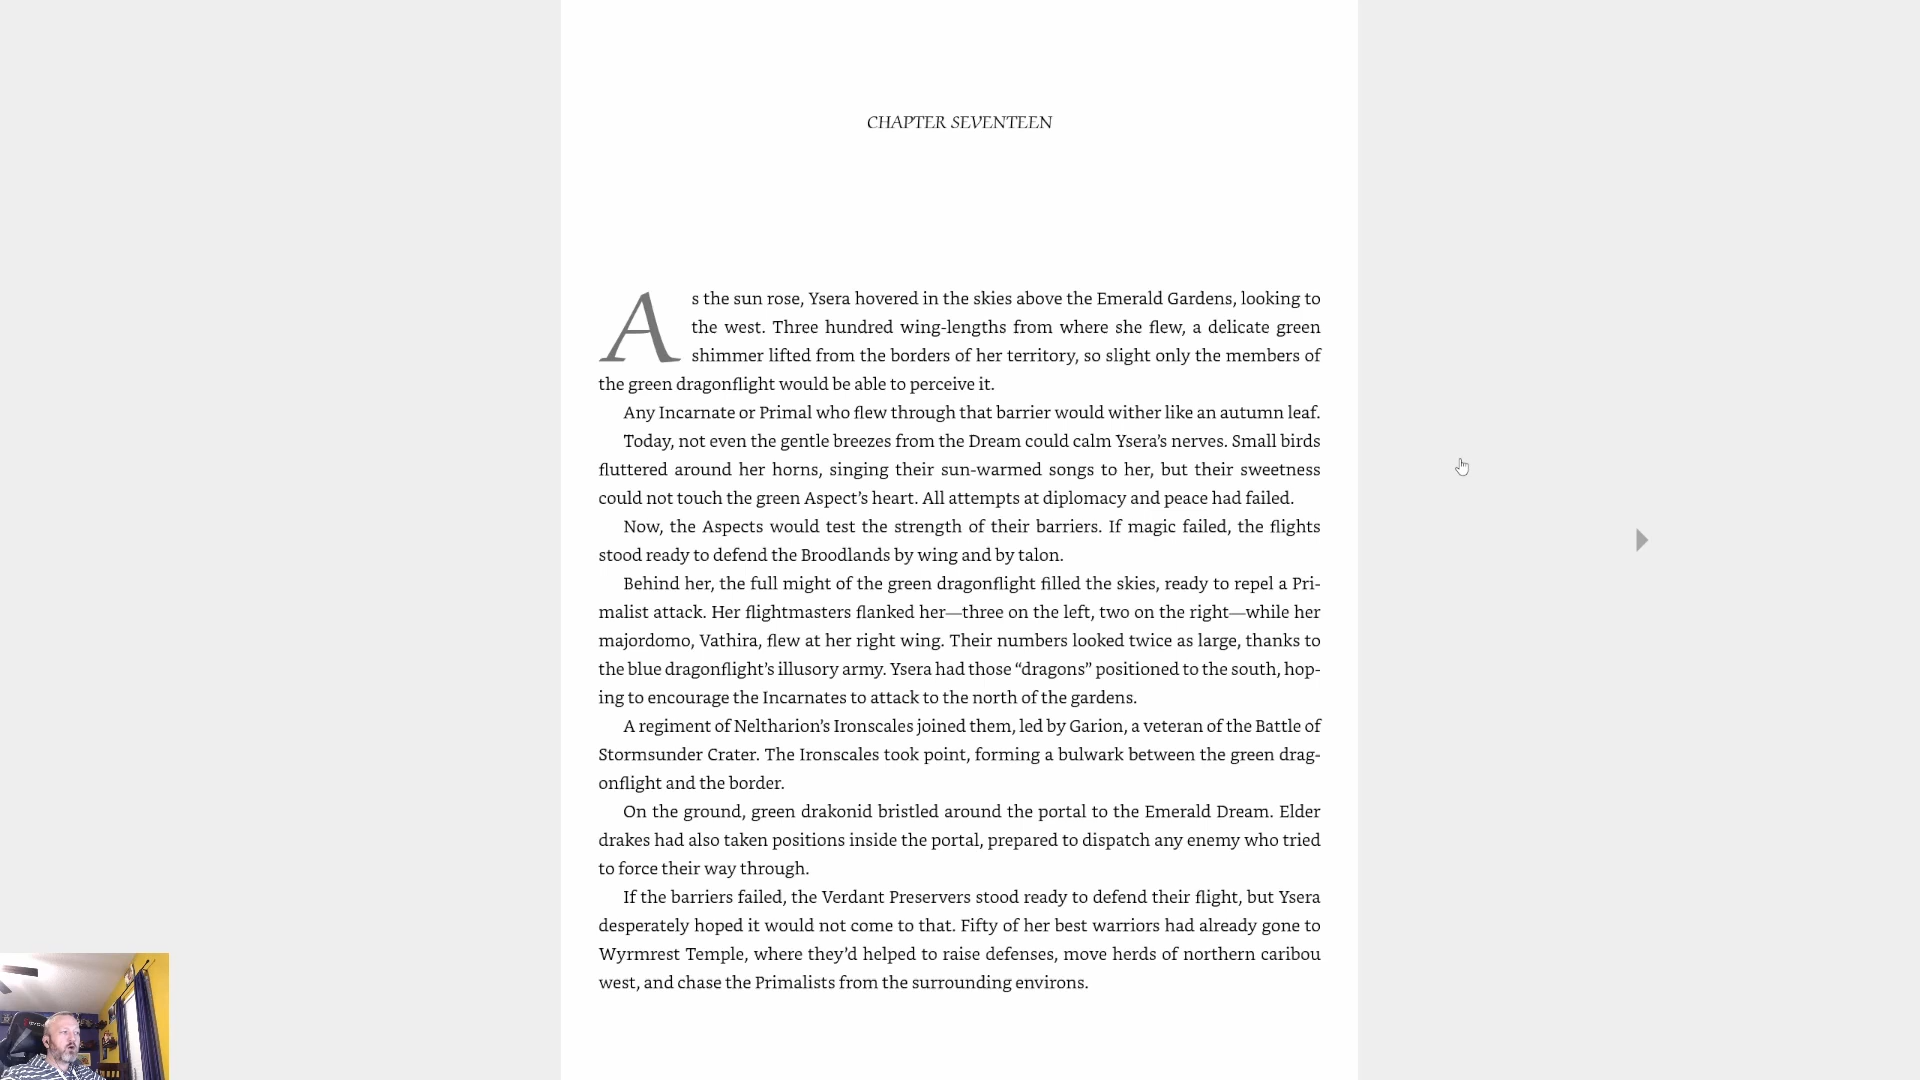 CHAPTER SEVENTEEN
As the sun rose, Ysera hovered in the skies above the Emerald Gardens, looking to
the west. Three hundred wing-lengths from where she flew, a delicate green
shimmer lifted from the borders of her territory, so slight only the members of
the green dragonflight would be able to perceive it.
Any Incarnate or Primal who flew through that barrier would wither like an autumn leaf.
Today, not even the gentle breezes from the Dream could calm Ysera’s nerves. Small birds
fluttered around her horns, singing their sun-warmed songs to her, but their sweetness
could not touch the green Aspect’s heart. All attempts at diplomacy and peace had failed.
Now, the Aspects would test the strength of their barriers. If magic failed, the flights
stood ready to defend the Broodlands by wing and by talon.
Behind her, the full might of the green dragonflight filled the skies, ready to repel a Pri-
malist attack. Her flightmasters flanked her—three on the left, two on the right—while her
majordomo, Vathira, flew at her right wing. Their numbers looked twice as large, thanks to
the blue dragonflight’s illusory army. Ysera had those “dragons” positioned to the south, hop-
ing to encourage the Incarnates to attack to the north of the gardens.
A regiment of Neltharion’s Ironscales joined them, led by Garion, a veteran of the Battle of
Stormsunder Crater. The Ironscales took point, forming a bulwark between the green drag-
onflight and the border.
On the ground, green drakonid bristled around the portal to the Emerald Dream. Elder
drakes had also taken positions inside the portal, prepared to dispatch any enemy who tried
to force their way through.
If the barriers failed, the Verdant Preservers stood ready to defend their flight, but Ysera
desperately hoped it would not come to that. Fifty of her best warriors had already gone to
Wyrmrest Temple, where they’d helped to raise defenses, move herds of northern caribou
west, and chase the Primalists from the surrounding environs.